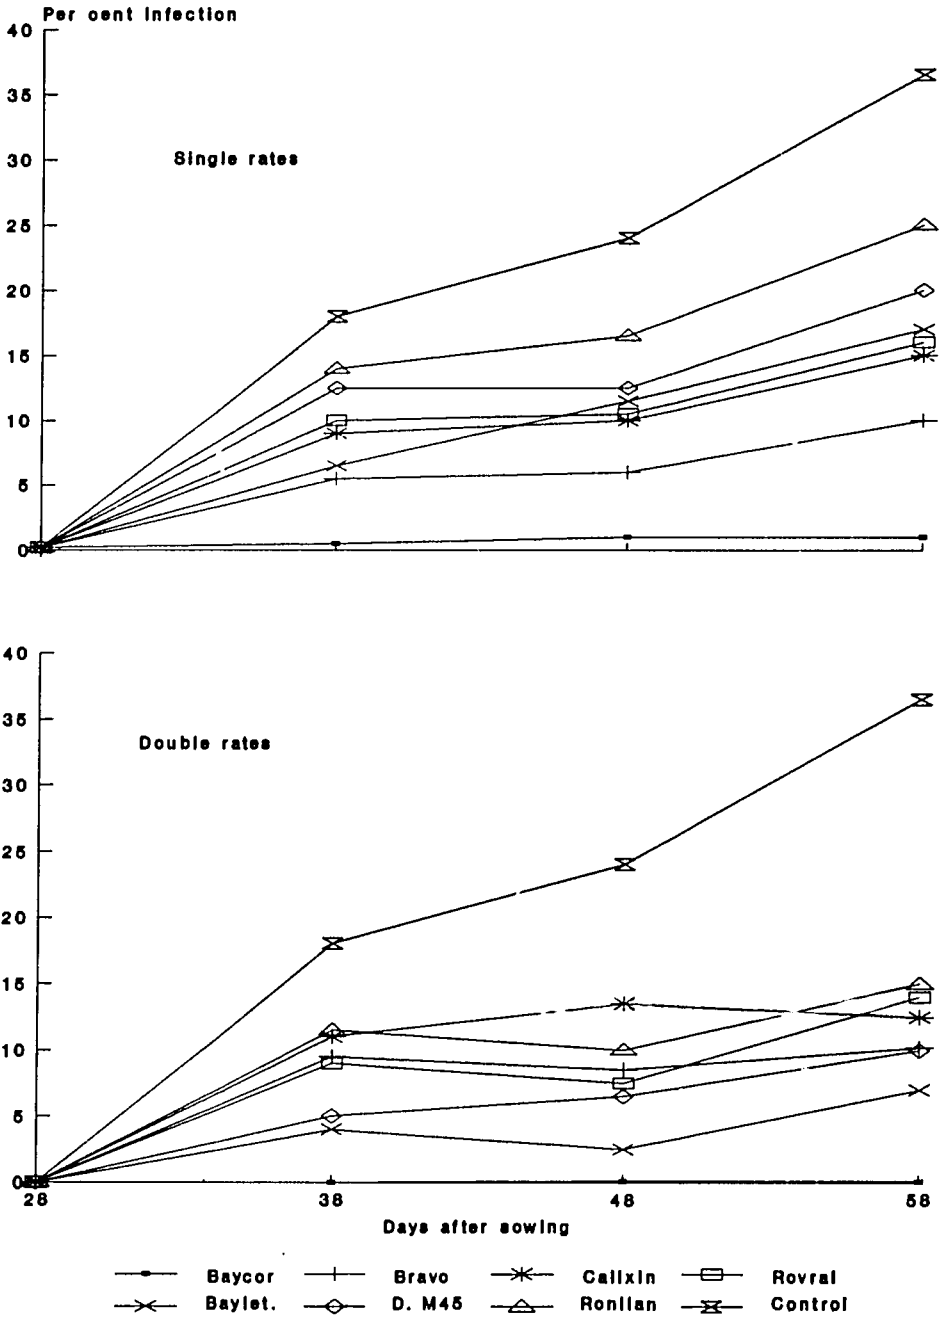 Per cent infection
40
35
30
Single rates
25
20
15
10
5
0
40
35
Double rates
30
25
20
15
10
5
0
28 38 48 58
Days after sowing
Baycor Bravo Calixin Rovral
Baylet. D. M45 Ronilan Control